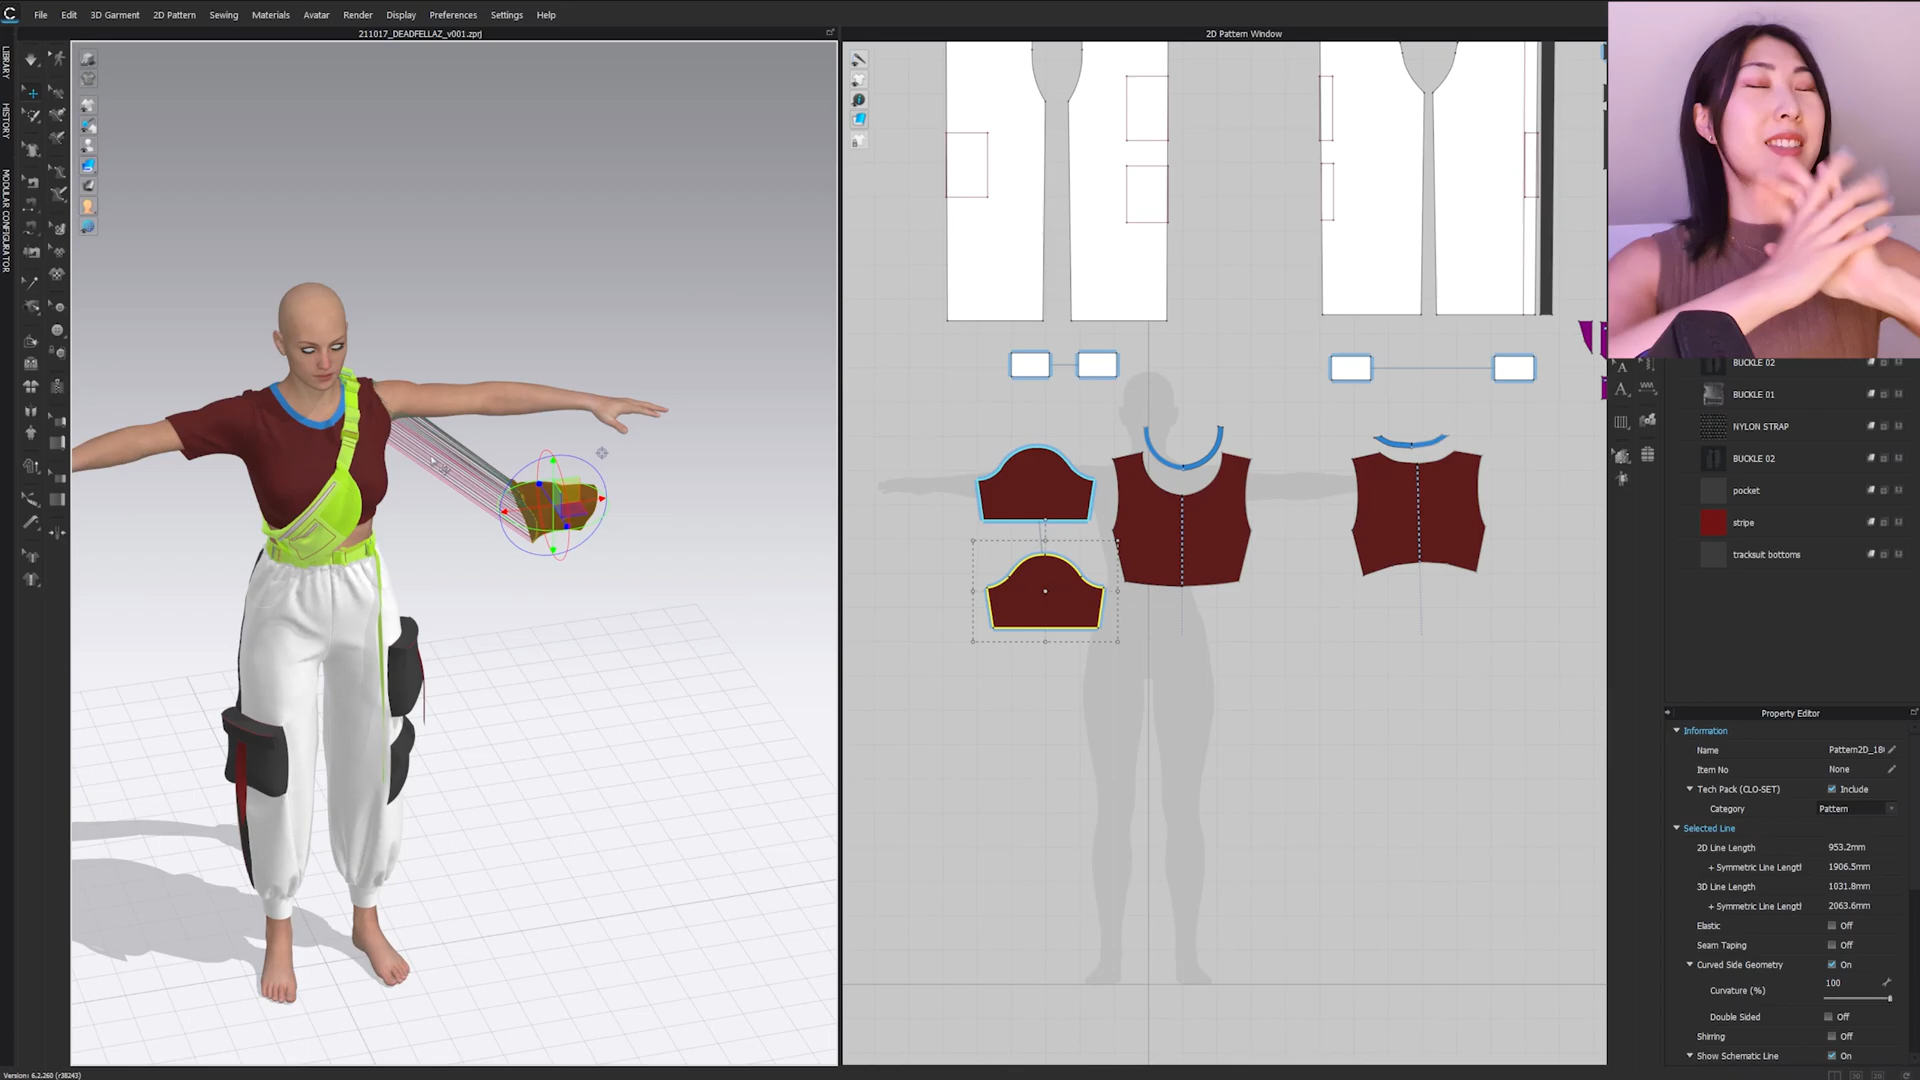 File Edit 3D Garment 2D Pattern Sewing Materials Avatar Render Display Preferences Settings Help
211017_DEADFELLAZ_v001.zprj
2D Pattern Window
LIBRARY
HISTORY
MODULAR CONFIGURATOR
BUCKLE 02
BUCKLE 01
NYLON STRAP
BUCKLE 02
pocket
stripe
tracksuit bottoms
Property Editor
Information
Name Pattern2D_18
Item No None
Tech Pack (CLO-SET) Include
Category Pattern
Selected Line
2D Line Length 953.2mm
+ Symmetric Line Length 1906.5mm
3D Line Length 1031.8mm
+ Symmetric Line Length 2063.6mm
Elastic Off
Seam Taping Off
Curved Side Geometry On
Curvature (%) 100
Double Sided Off
Shirring Off
Show Schematic Line On
Version: 6.2.260 (r38243)